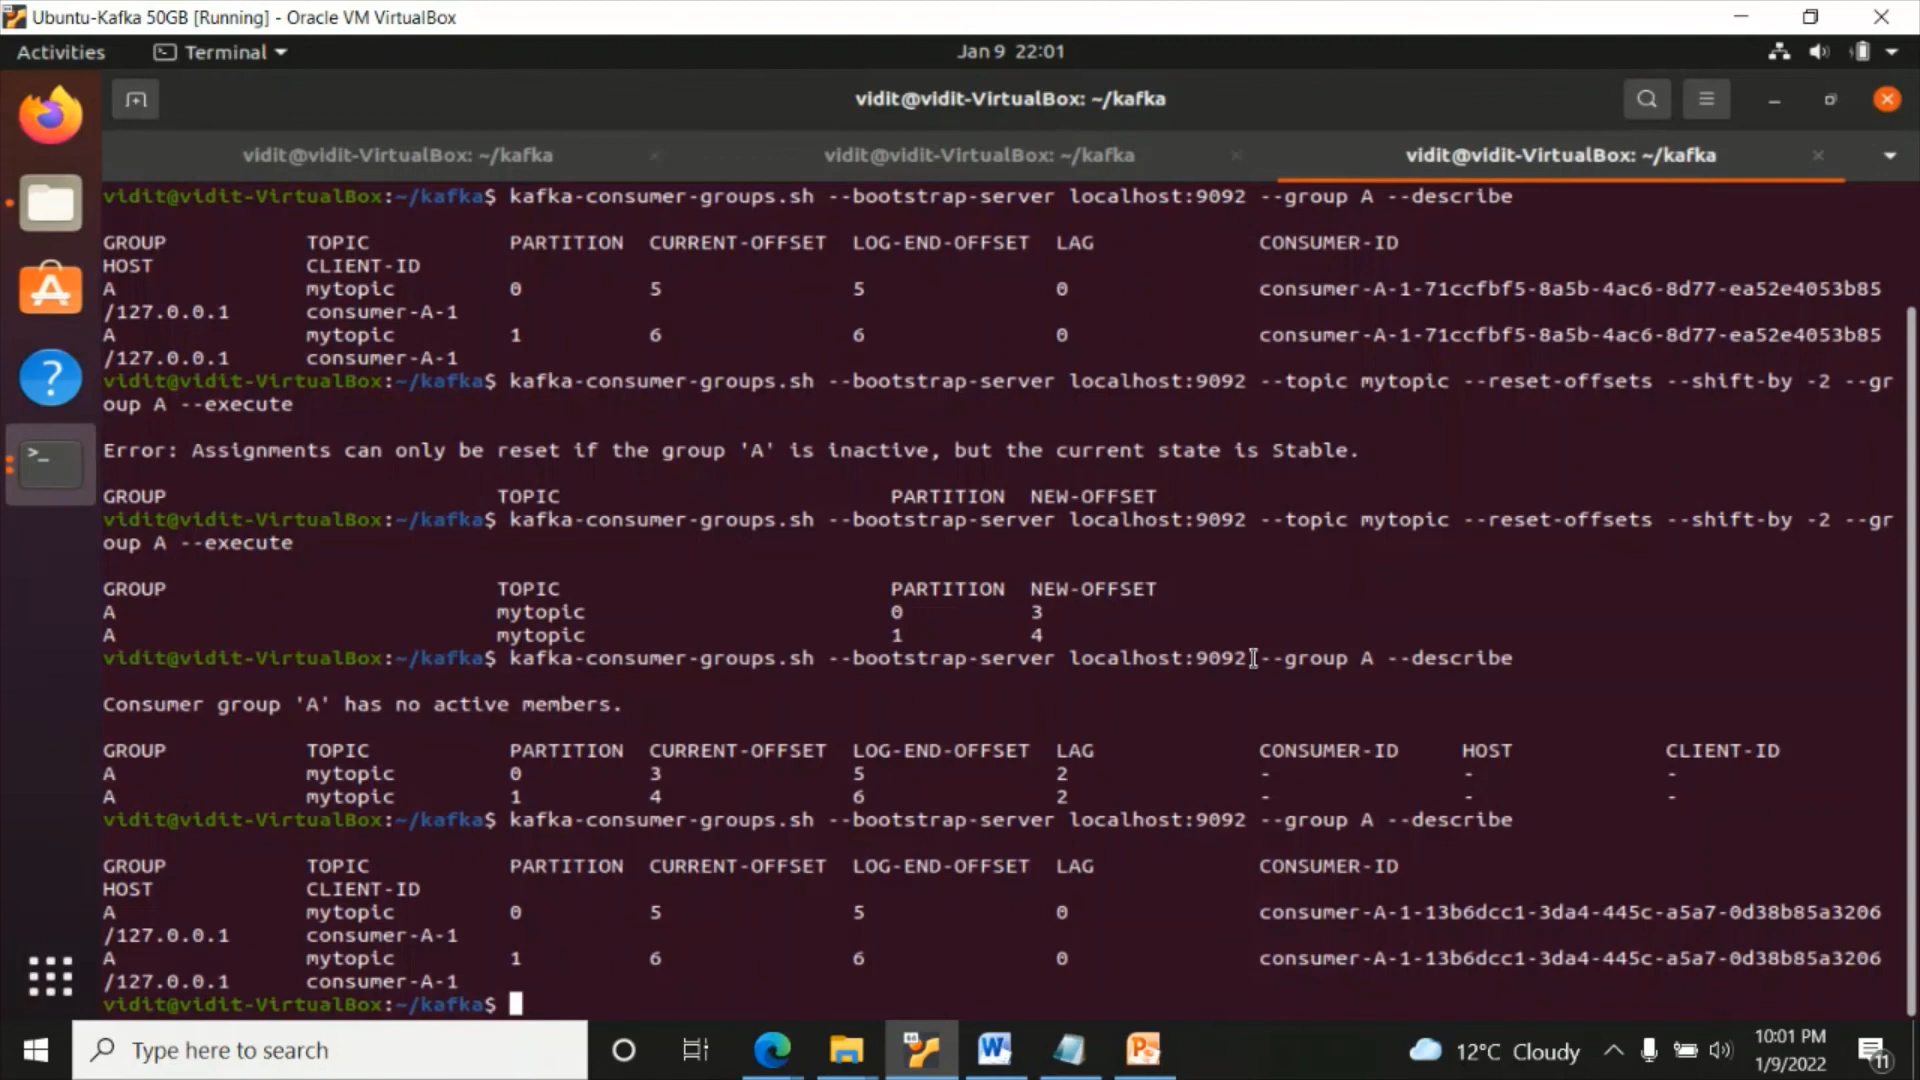 Ubuntu-Kafka 50GB [Running] - Oracle VM VirtualBox
Activities Terminal Jan 9 22:01
vidit@vidit-VirtualBox: ~/kafka
vidit@vidit-VirtualBox: ~/kafka vidit@vidit-VirtualBox: ~/kafka vidit@vidit-VirtualBox: ~/kafka
vidit@vidit-VirtualBox:~/kafka$ kafka-consumer-groups.sh --bootstrap-server localhost:9092 --group A --describe
GROUP TOPIC PARTITION CURRENT-OFFSET LOG-END-OFFSET LAG CONSUMER-ID
HOST CLIENT-ID
A mytopic 0 5 5 0 consumer-A-1-71ccfbf5-8a5b-4ac6-8d77-ea52e4053b85
/127.0.0.1 consumer-A-1
A mytopic 1 6 6 0 consumer-A-1-71ccfbf5-8a5b-4ac6-8d77-ea52e4053b85
/127.0.0.1 consumer-A-1
vidit@vidit-VirtualBox:~/kafka$ kafka-consumer-groups.sh --bootstrap-server localhost:9092 --topic mytopic --reset-offsets --shift-by -2 --gr
oup A --execute
Error: Assignments can only be reset if the group 'A' is inactive, but the current state is Stable.
GROUP TOPIC PARTITION NEW-OFFSET
vidit@vidit-VirtualBox:~/kafka$ kafka-consumer-groups.sh --bootstrap-server localhost:9092 --topic mytopic --reset-offsets --shift-by -2 --gr
oup A --execute
GROUP TOPIC PARTITION NEW-OFFSET
A mytopic 0 3
A mytopic 1 4
vidit@vidit-VirtualBox:~/kafka$ kafka-consumer-groups.sh --bootstrap-server localhost:9092 --group A --describe
Consumer group 'A' has no active members.
GROUP TOPIC PARTITION CURRENT-OFFSET LOG-END-OFFSET LAG CONSUMER-ID HOST CLIENT-ID
A mytopic 0 3 5 2 - - -
A mytopic 1 4 6 2 - - -
vidit@vidit-VirtualBox:~/kafka$ kafka-consumer-groups.sh --bootstrap-server localhost:9092 --group A --describe
GROUP TOPIC PARTITION CURRENT-OFFSET LOG-END-OFFSET LAG CONSUMER-ID
HOST CLIENT-ID
A mytopic 0 5 5 0 consumer-A-1-13b6dcc1-3da4-445c-a5a7-0d38b85a3206
/127.0.0.1 consumer-A-1
A mytopic 1 6 6 0 consumer-A-1-13b6dcc1-3da4-445c-a5a7-0d38b85a3206
/127.0.0.1 consumer-A-1
vidit@vidit-VirtualBox:~/kafka$
Type here to search
12°C Cloudy
10:01 PM
1/9/2022
11